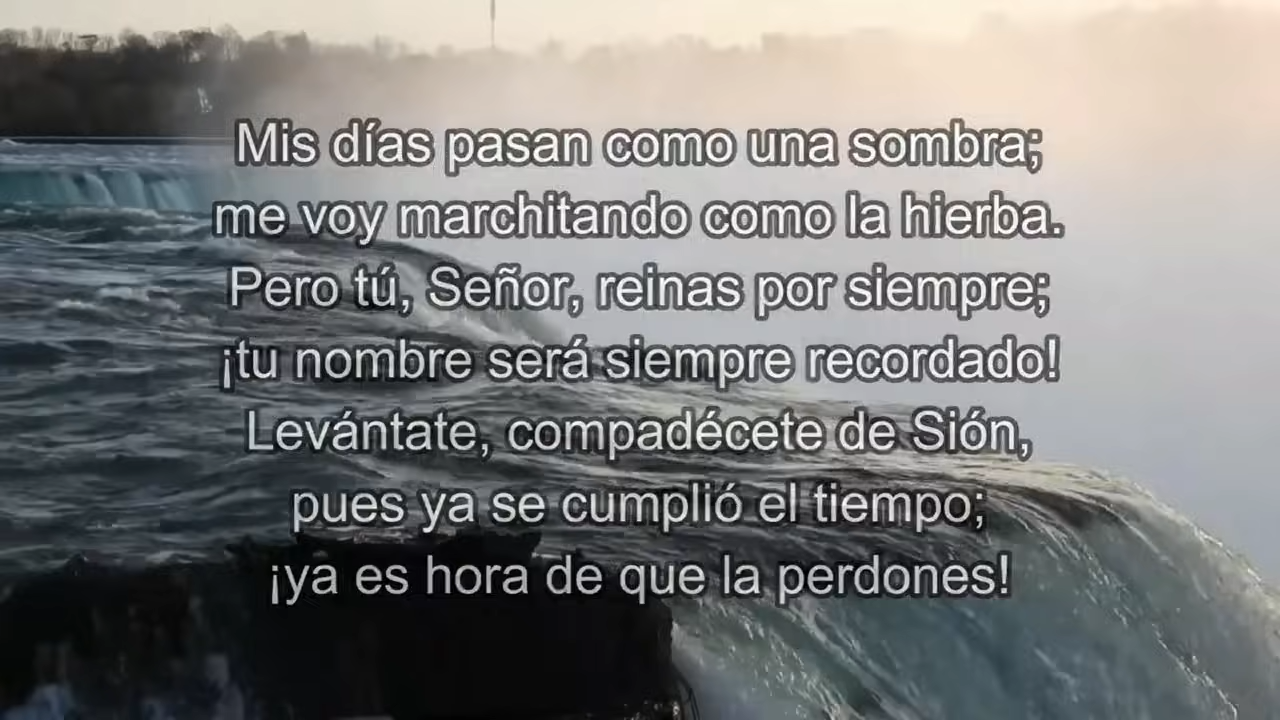 Mis días pasan como una sombra;
me voy marchitando como la hierba.
Pero tú, Señor, reinas por siempre;
¡tu nombre será siempre recordado!
Levántate, compadécete de Sión,
pues ya se cumplió el tiempo;
¡ya es hora de que la perdones!